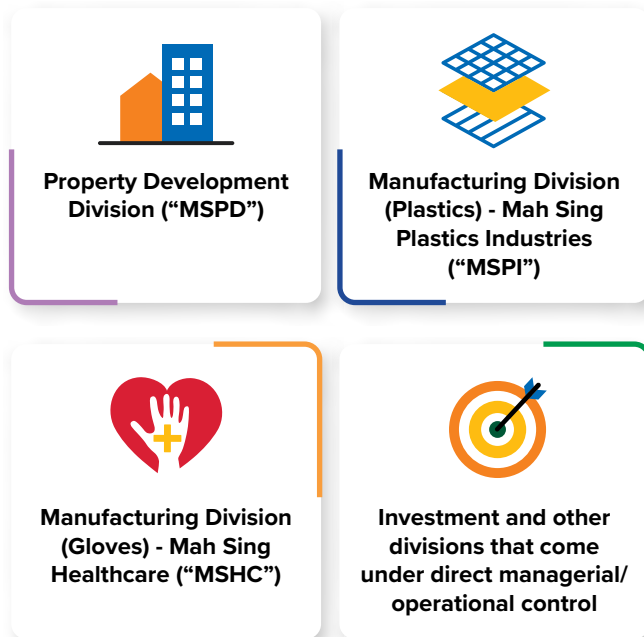 Property Development
Division (“MSPD”)
Manufacturing Division
(Plastics) - Mah Sing
Plastics Industries
(“MSPI”)
Manufacturing Division
(Gloves) - Mah Sing
Healthcare (“MSHC”)
Investment and other
divisions that come
under direct managerial/
operational control